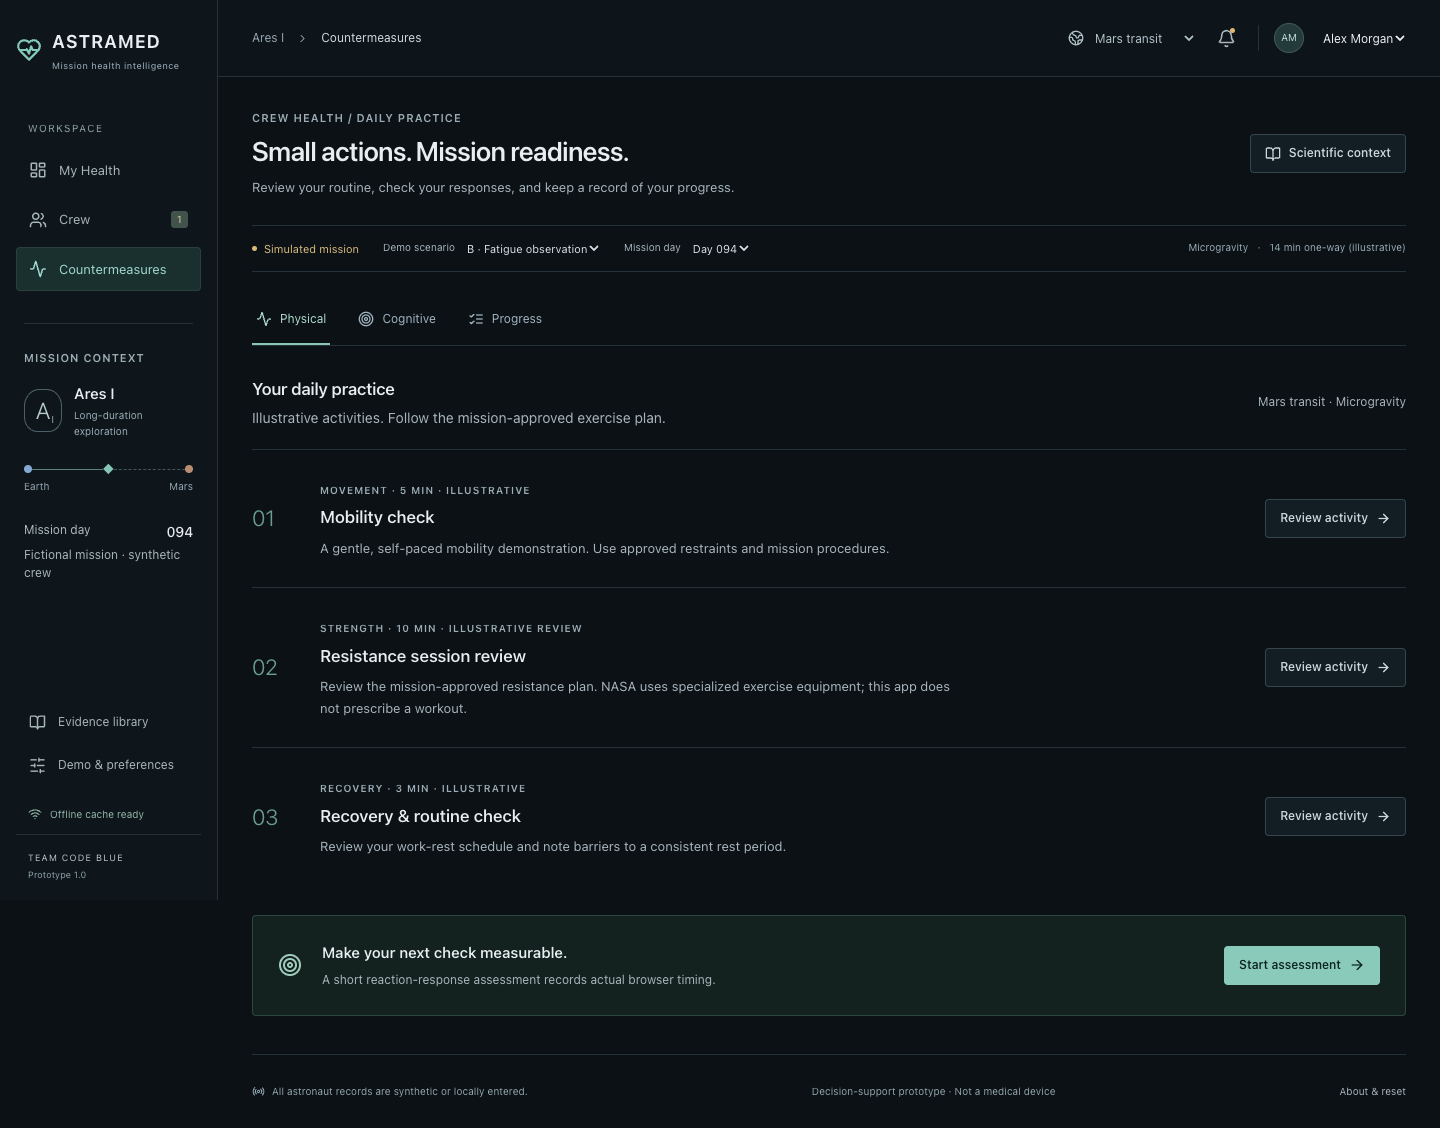 ASTRAMED
Mission health intelligence
WORKSPACE
My Health
Crew
1
Countermeasures
MISSION CONTEXT
A I
Ares I
Long-duration
exploration
Earth
Mars
Mission day
094
Fictional mission · synthetic
crew
Evidence library
Demo & preferences
Offline cache ready
TEAM CODE BLUE
Prototype 1.0
Ares I
Countermeasures
Mars transit
AM
Alex Morgan
CREW HEALTH / DAILY PRACTICE
Small actions. Mission readiness.
Review your routine, check your responses, and keep a record of your progress.
Scientific context
Simulated mission
Demo scenario
B · Fatigue observation
Mission day
Day 094
Microgravity · 14 min one-way (illustrative)
Physical
Cognitive
Progress
Your daily practice
Illustrative activities. Follow the mission-approved exercise plan.
Mars transit · Microgravity
01
MOVEMENT · 5 MIN · ILLUSTRATIVE
Mobility check
A gentle, self-paced mobility demonstration. Use approved restraints and mission procedures.
Review activity
02
STRENGTH · 10 MIN · ILLUSTRATIVE REVIEW
Resistance session review
Review the mission-approved resistance plan. NASA uses specialized exercise equipment; this app does
not prescribe a workout.
Review activity
03
RECOVERY · 3 MIN · ILLUSTRATIVE
Recovery & routine check
Review your work-rest schedule and note barriers to a consistent rest period.
Review activity
Make your next check measurable.
A short reaction-response assessment records actual browser timing.
Start assessment
All astronaut records are synthetic or locally entered.
Decision-support prototype · Not a medical device
About & reset